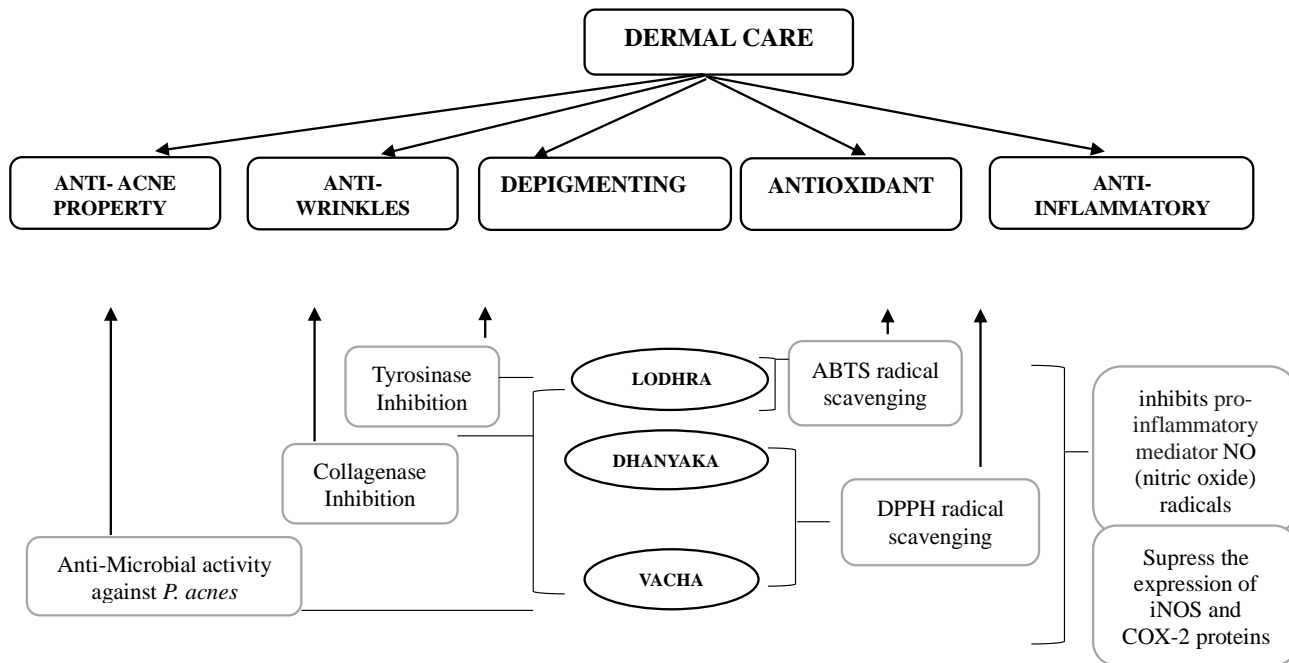 DERMAL CARE
ANTI- ACNE
PROPERTY
ANTI-
WRINKLES
DEPIGMENTING
ANTIOXIDANT
ANTI-
INFLAMMATORY
Tyrosinase
Inhibition
LODHRA
ABTS radical
scavenging
inhibits pro-
inflammatory
mediator NO
(nitric oxide)
radicals
Collagenase
Inhibition
DHANYAKA
DPPH radical
scavenging
Anti-Microbial activity
against P. acnes
VACHA
Supress the
expression of
iNOS and
COX-2 proteins